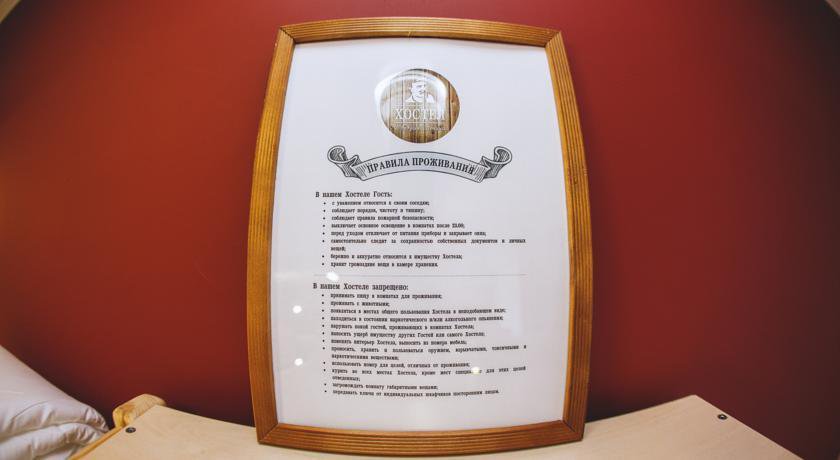 ХОСТЕЛ
ПРАВИЛА ПРОЖИВАНИЯ
В нашем Хостеле Гость:
• с уважением относится к своим соседям;
• соблюдает порядок, чистоту и тишину;
• соблюдает правила пожарной безопасности;
• выключает основное освещение в комнатах после 23.00;
• перед уходом отключает от питания приборы и закрывает окна;
• самостоятельно следит за сохранностью собственных документов и личных
вещей;
• бережно и аккуратно относится к имуществу Хостела;
• хранит громоздкие вещи в камере хранения.
В нашем Хостеле запрещено:
• принимать пищу в комнатах для проживания;
• проживать с животными;
• появляться в местах общего пользования Хостела в неподобающем виде;
• находиться в состоянии наркотического и/или алкогольного опьянения;
• нарушать покой гостей, проживающих в комнатах Хостела;
• наносить ущерб имуществу других Гостей или самого Хостела;
• изменять интерьер Хостела, выносить из номера мебель;
• приносить, хранить и пользоваться оружием, взрывчатыми, токсичными и
наркотическими веществами;
• использовать номер для целей, отличных от проживания;
• курить во всех местах Хостела, кроме мест для этих целей
отведенных;
• загромождать комнату габаритными вещами;
• передавать ключи от индивидуальных шкафчиков посторонним лицам.